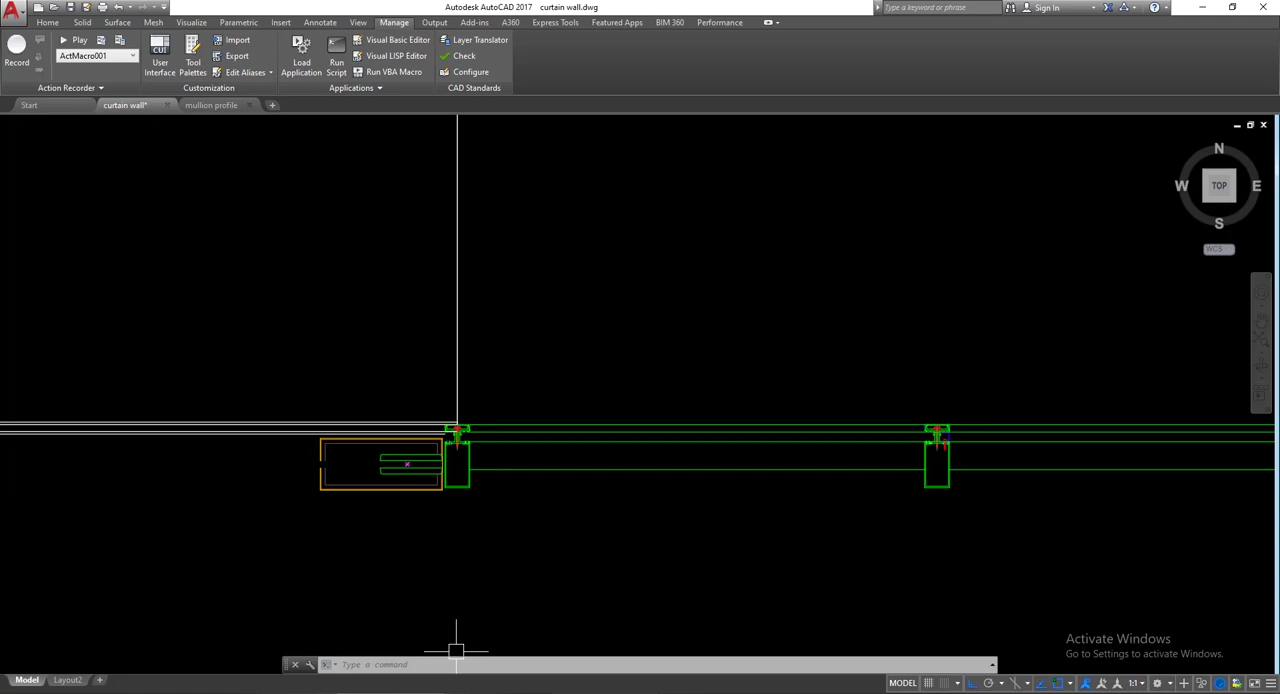 Autodesk AutoCAD 2017 curtain wall.dwg
Type a keyword or phrase
Sign In
Home Solid Surface Mesh Visualize Parametric Insert Annotate View Manage Output Add-ins A360 Express Tools Featured Apps BIM 360 Performance
Play Import Visual Basic Editor Layer Translator
ActMacro001 Export Visual LISP Editor Check
Record User Interface Tool Palettes Edit Aliases Load Application Run Script Run VBA Macro Configure
CUI
Action Recorder Customization Applications CAD Standards
Start curtain wall* mullion profile
N
W TOP E
S
WCS
Activate Windows
Go to Settings to activate Windows.
Type a command
Model Layout2 MODEL 1:1